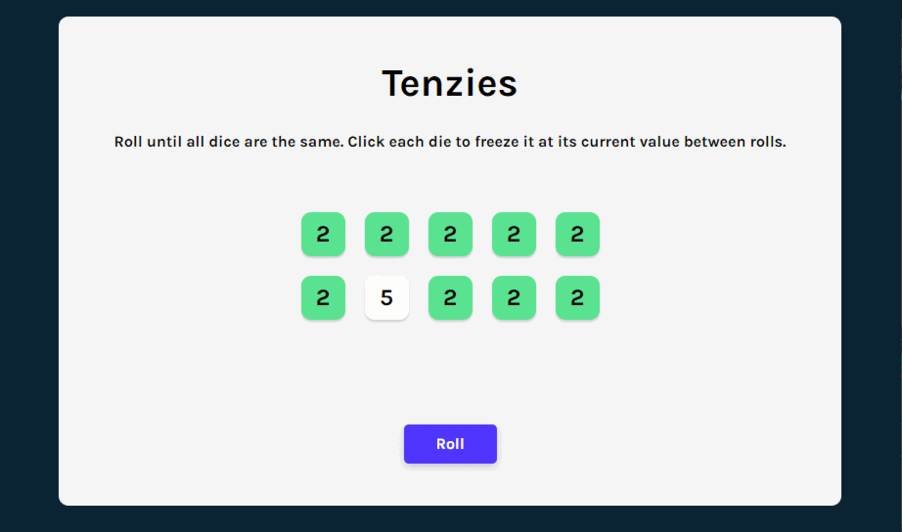 Tenzies
Roll until all dice are the same. Click each die to freeze it at its current value between rolls.
2 2 2 2 2
2 5 2 2 2
Roll